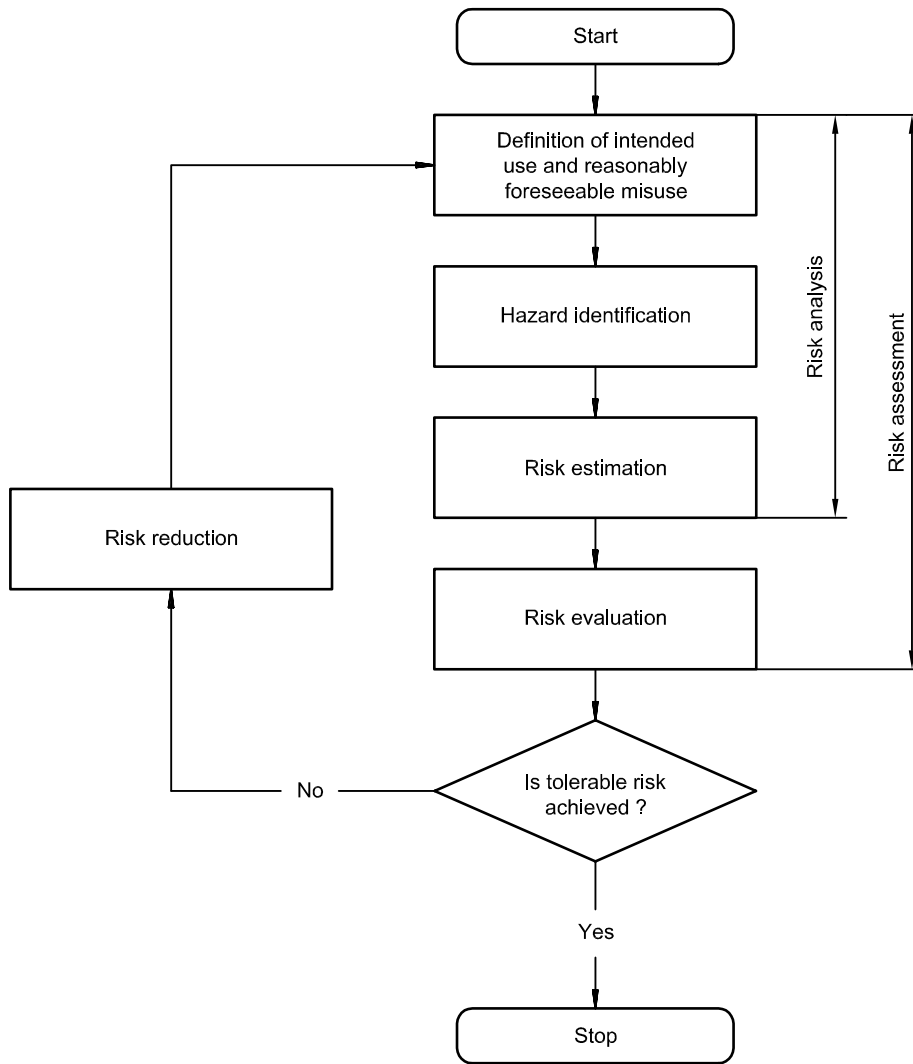 Start
Definition of intended
use and reasonably
foreseeable misuse
Hazard identification
Risk estimation
Risk evaluation
Risk analysis
Risk assessment
Risk reduction
Is tolerable risk
achieved ?
No
Yes
Stop